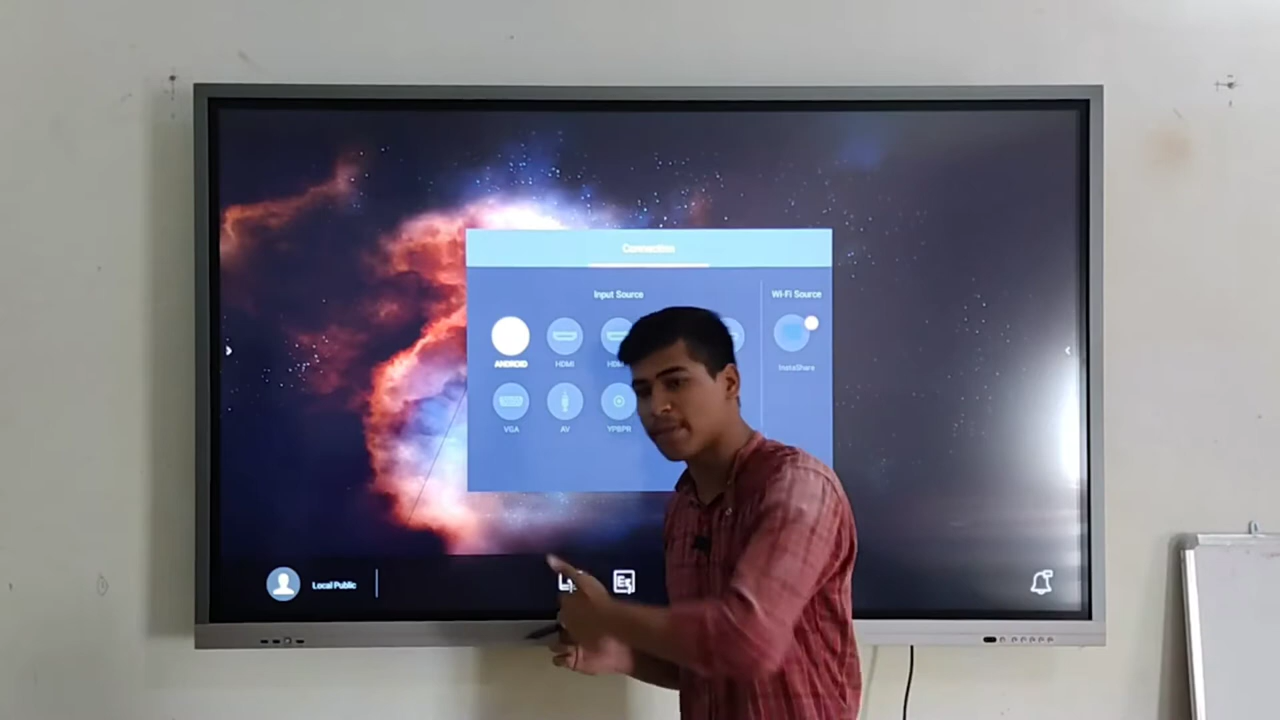 Connection
Input Source
Wi-Fi Source
ANDROID
HDMI
InstaShare
VGA
AV
YPBPR
Local Public